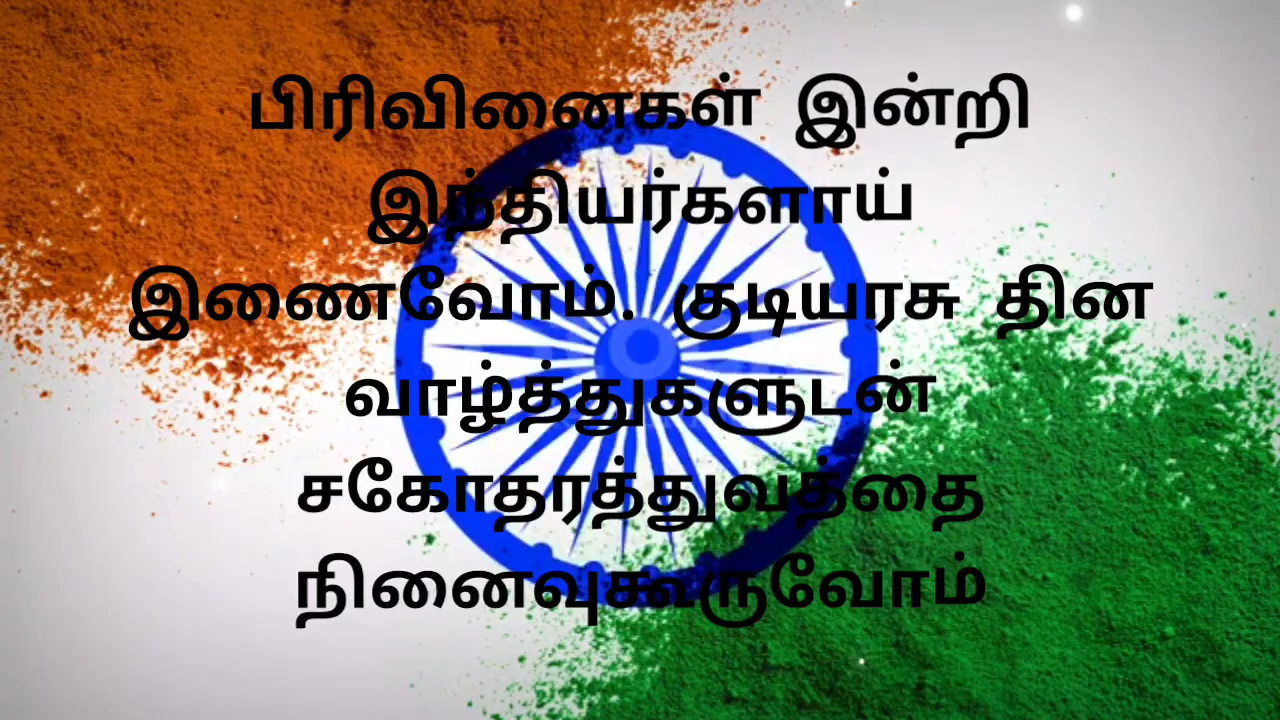 பிரிவினைகள் இன்றி
இந்தியர்களாய்
இணைவோம். குடியரசு தின
வாழ்த்துகளுடன்
சகோதரத்துவத்தை
நினைவுகூருவோம்